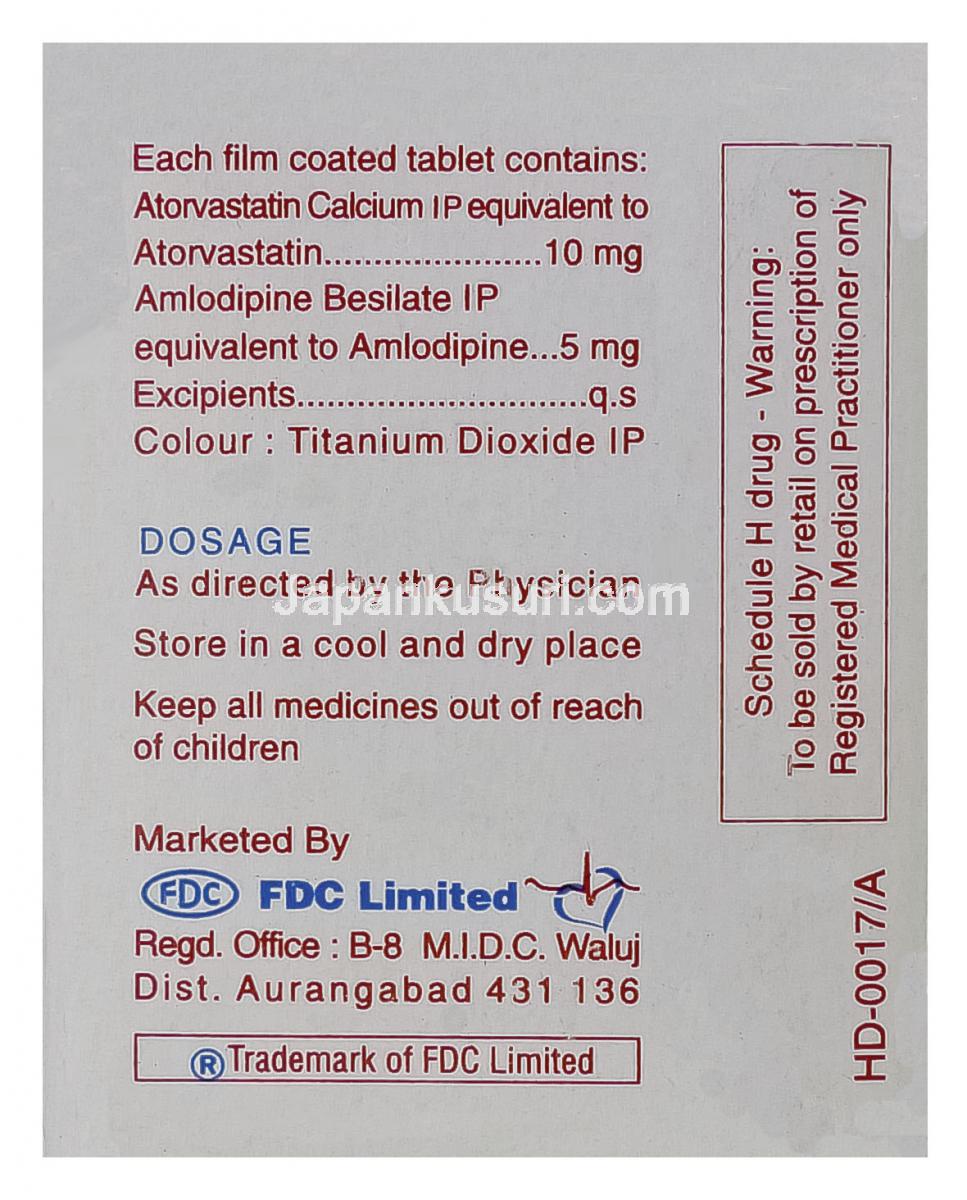 Each film coated tablet contains:
Atorvastatin Calcium IP equivalent to
Atorvastatin......................10 mg
Amlodipine Besilate IP
equivalent to Amlodipine...5 mg
Excipients.............................q.s
Colour : Titanium Dioxide IP
DOSAGE
As directed by the Physician
Japankusuri.com
Store in a cool and dry place
Keep all medicines out of reach
of children
Marketed By
FDC FDC Limited
Regd. Office : B-8 M.I.D.C. Waluj
Dist. Aurangabad 431 136
®Trademark of FDC Limited
Schedule H drug - Warning:
To be sold by retail on prescription of
Registered Medical Practitioner only
HD-0017/A